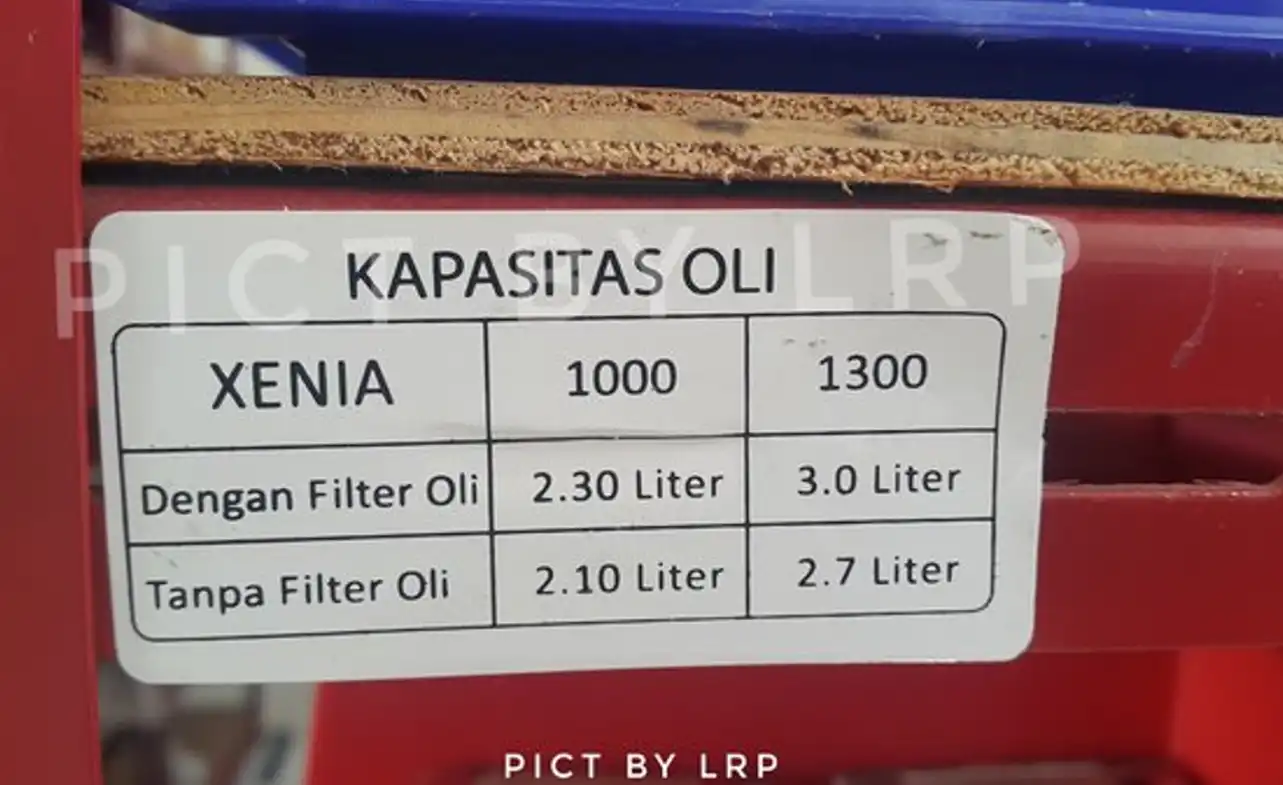 PICT BY LRP
KAPASITAS OLI
XENIA 1000 1300
Dengan Filter Oli 2.30 Liter 3.0 Liter
Tanpa Filter Oli 2.10 Liter 2.7 Liter
PICT BY LRP